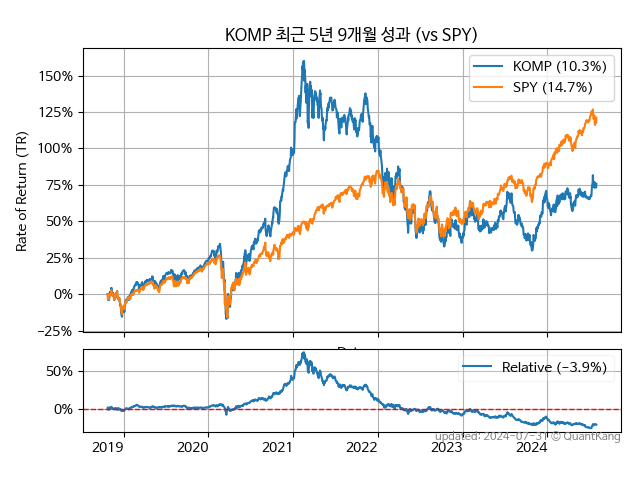 KOMP 최근 5년 9개월 성과 (vs SPY)
Rate of Return (TR)
150%
125%
100%
75%
50%
25%
0%
−25%
KOMP (10.3%)
SPY (14.7%)
50%
0%
Relative (−3.9%)
updated: 2024-07-31 © QuantKang
2019 2020 2021 2022 2023 2024